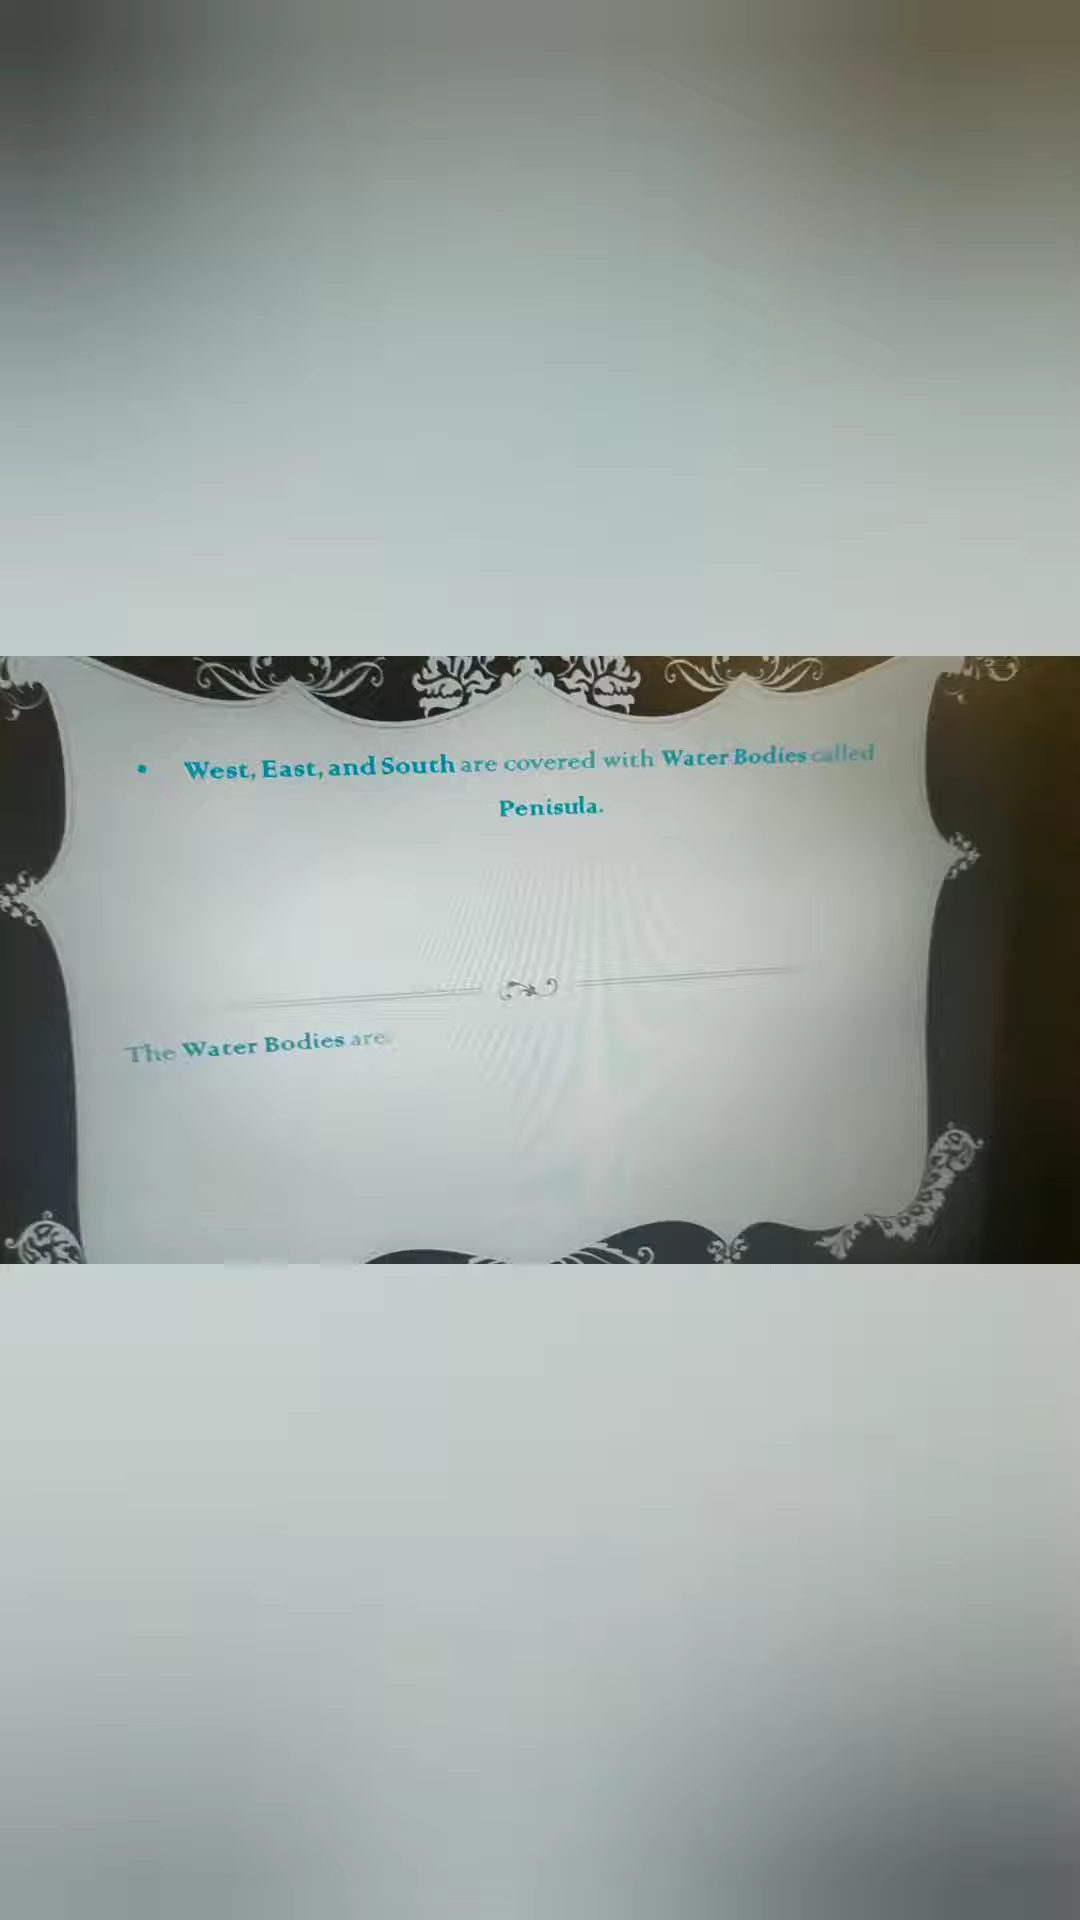 • West, East, and South are covered with Water Bodies called
Penisula.
The Water Bodies are: